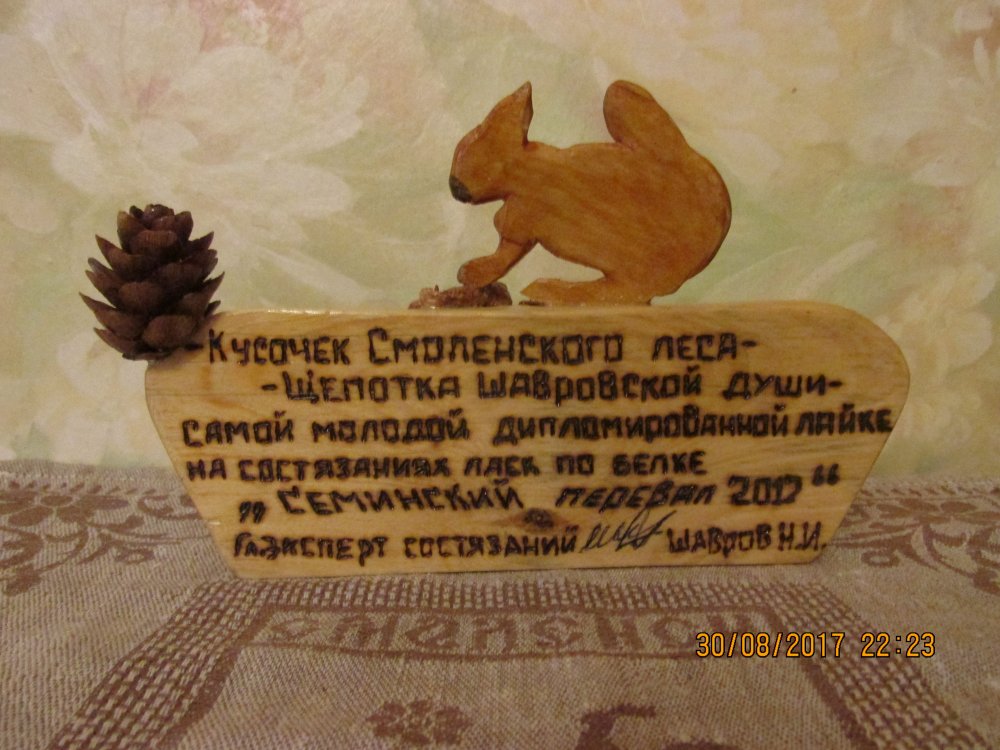 Кусочек Смоленского леса-
-Щепотка шавровской души-
самой молодой дипломированной лайке
на состязаниях лаек по белке
„Семинский перевал 2012“
Гл.эксперт состязаний Шавров Н.И.
30/08/2017 22:23